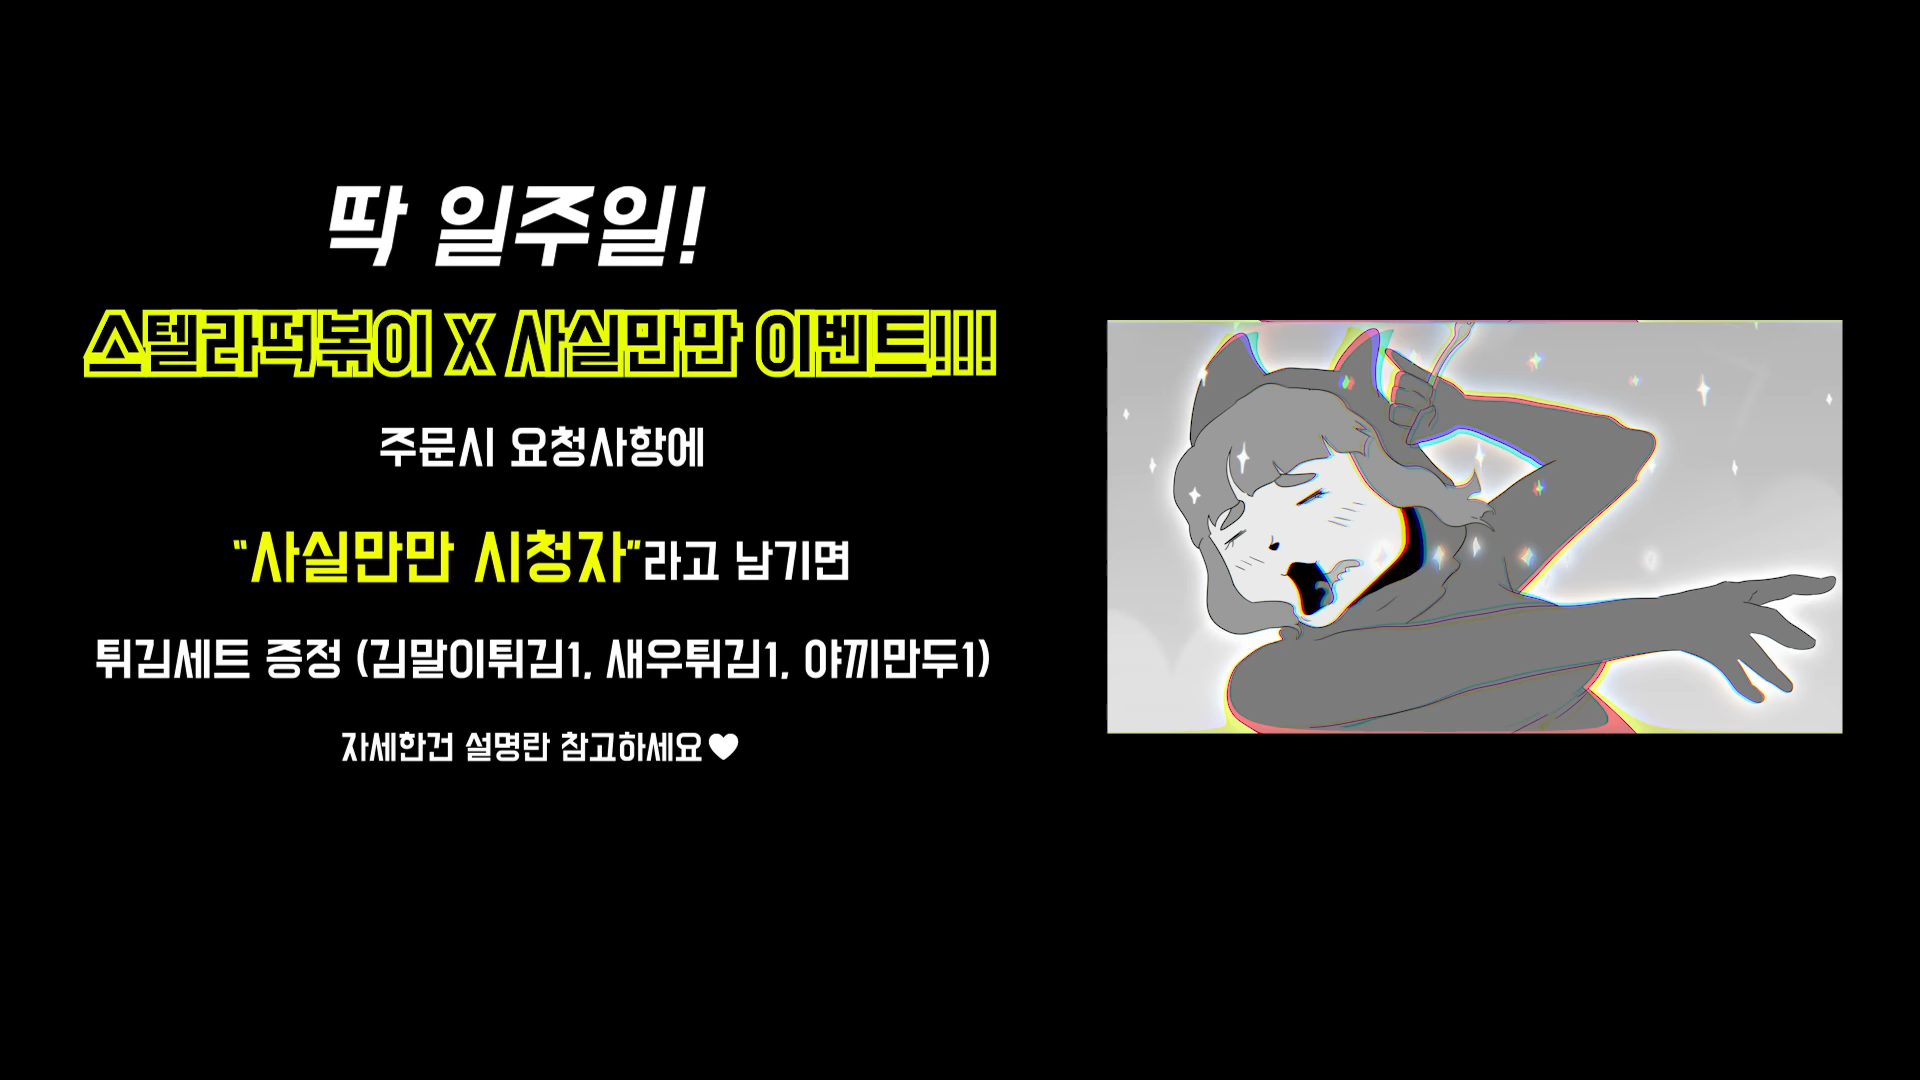 딱 일주일!
스텔라떡볶이 X 사실만만 이벤트!!!
주문시 요청사항에
“사실만만 시청자”라고 남기면
튀김세트 증정 (김말이튀김1, 새우튀김1, 야끼만두1)
자세한건 설명란 참고하세요♥